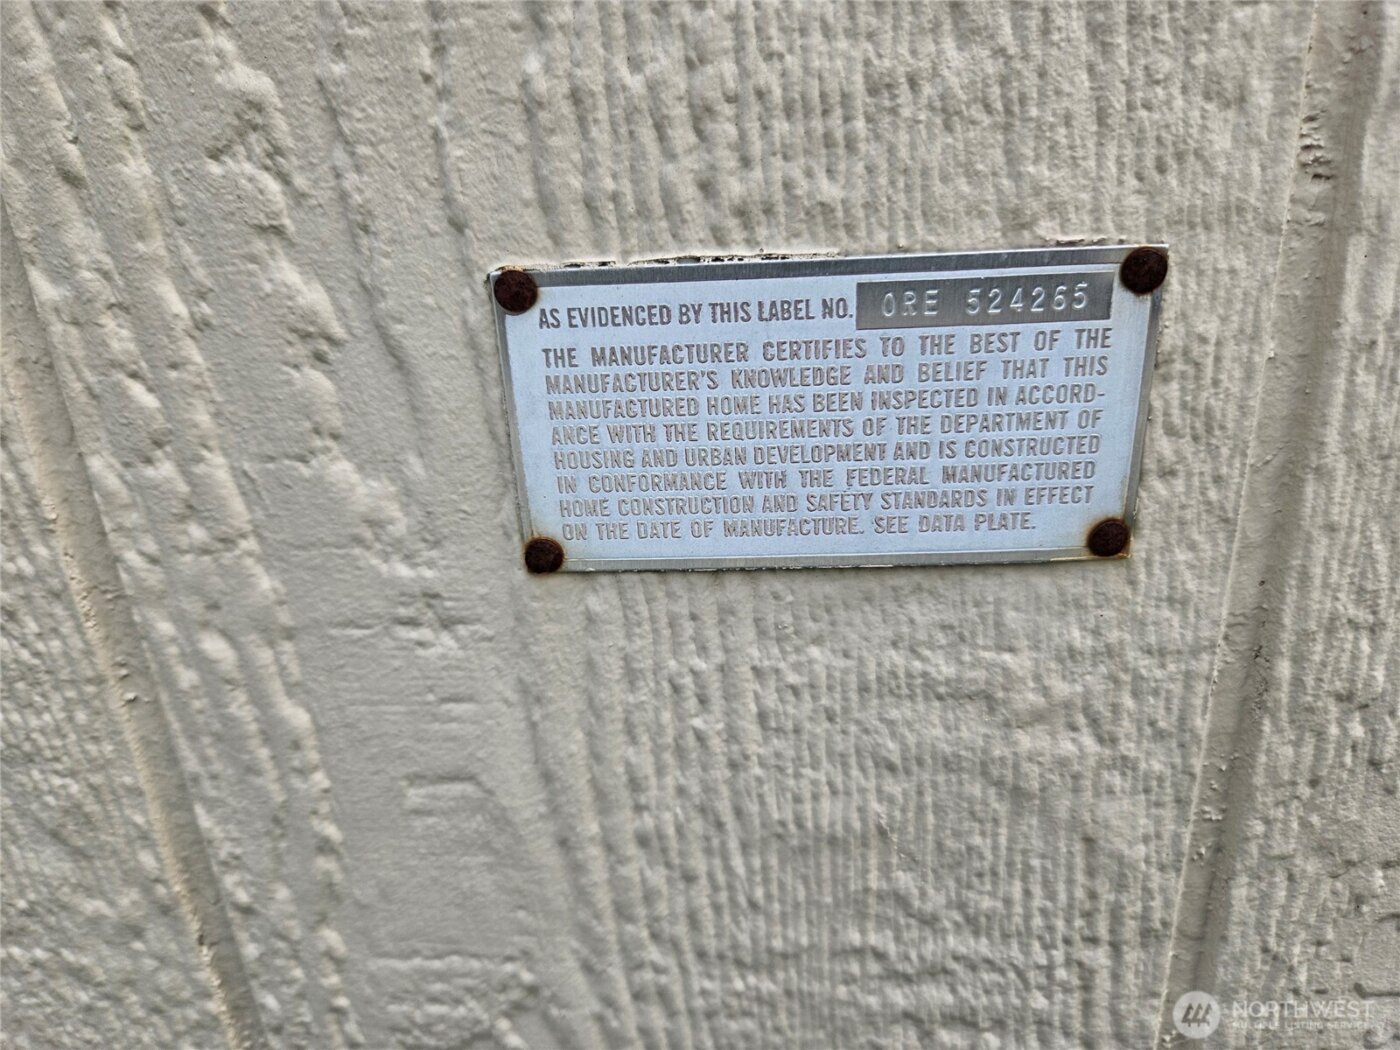 AS EVIDENCED BY THIS LABEL NO. ORE 524265
THE MANUFACTURER CERTIFIES TO THE BEST OF THE
MANUFACTURER'S KNOWLEDGE AND BELIEF THAT THIS
MANUFACTURED HOME HAS BEEN INSPECTED IN ACCORD-
ANCE WITH THE REQUIREMENTS OF THE DEPARTMENT OF
HOUSING AND URBAN DEVELOPMENT AND IS CONSTRUCTED
IN CONFORMANCE WITH THE FEDERAL MANUFACTURED
HOME CONSTRUCTION AND SAFETY STANDARDS IN EFFECT
ON THE DATE OF MANUFACTURE. SEE DATA PLATE.
NORTHWEST
MULTIPLE LISTING SERVICE